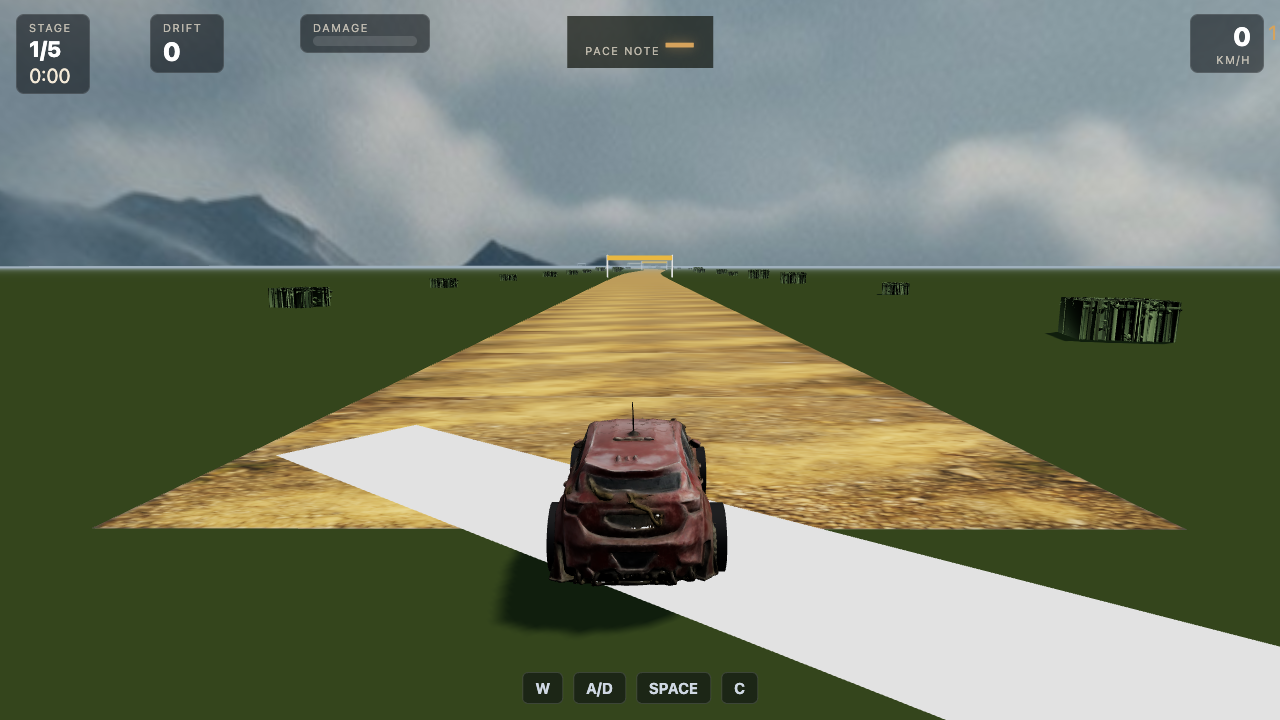 STAGE
1/5
0:00
DRIFT
0
DAMAGE
PACE NOTE
0
KM/H
W
A/D
SPACE
C